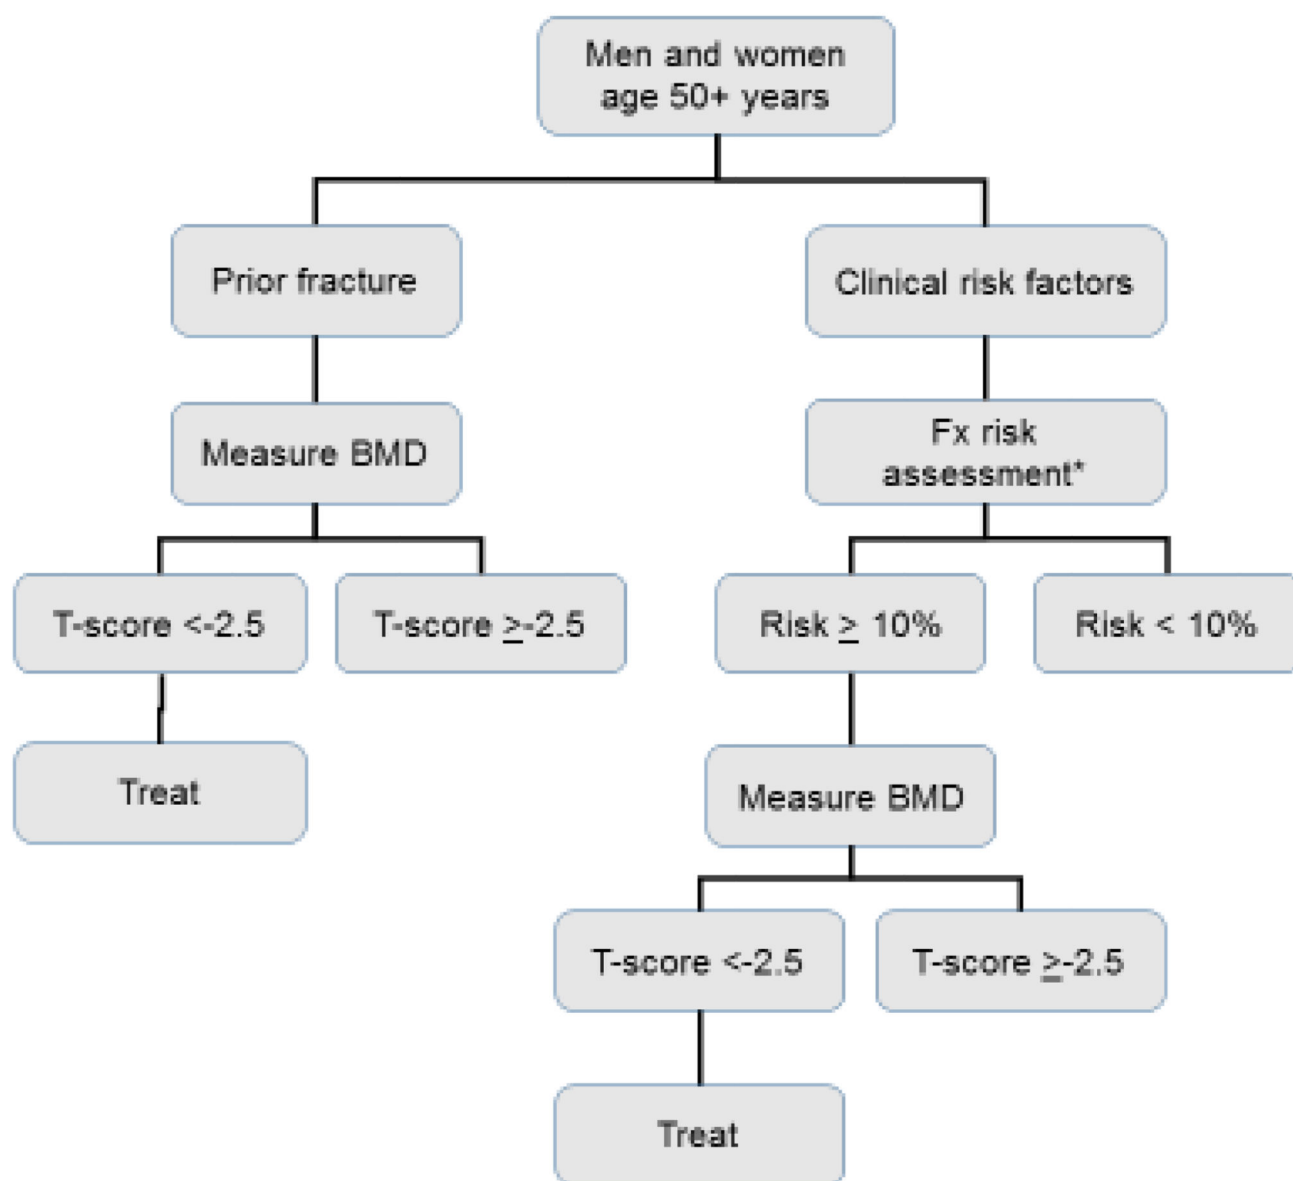 Men and women
age 50+ years
Prior fracture
Clinical risk factors
Measure BMD
Fx risk
assessment*
T-score <-2.5
T-score ≥-2.5
Risk ≥ 10%
Risk < 10%
Treat
Measure BMD
T-score <-2.5
T-score ≥-2.5
Treat